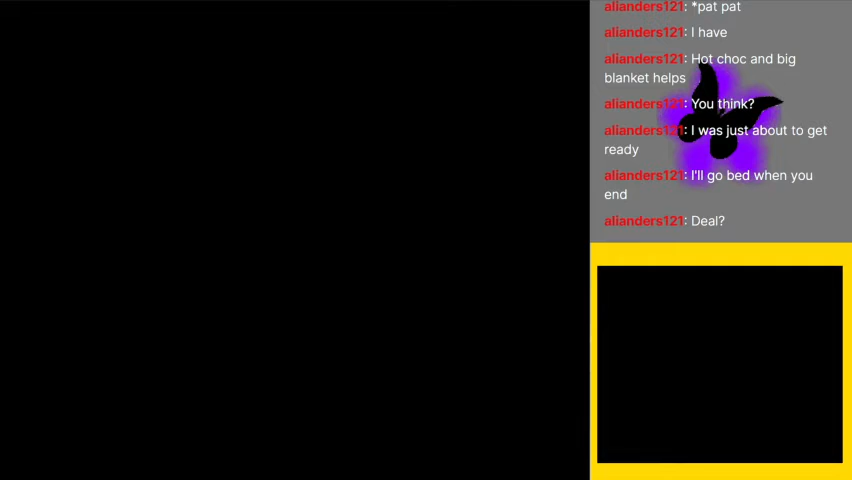 alianders121: *pat pat
alianders121: I have
alianders121: Hot choc and big
blanket helps
alianders121: You think?
alianders121: I was just about to get
ready
alianders121: I'll go bed when you
end
alianders121: Deal?